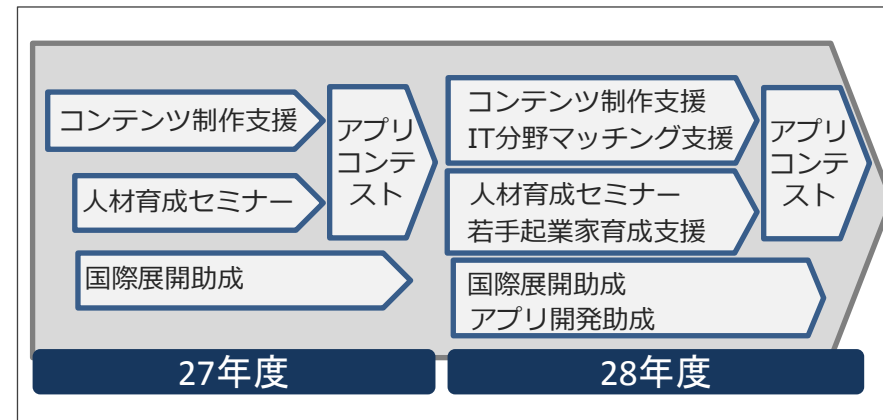 コンテンツ制作支援
人材育成セミナー
国際展開助成
アプリ
コンテ
スト
27年度
コンテンツ制作支援
IT分野マッチング支援
人材育成セミナー
若手起業家育成支援
国際展開助成
アプリ開発助成
アプリ
コンテ
スト
28年度